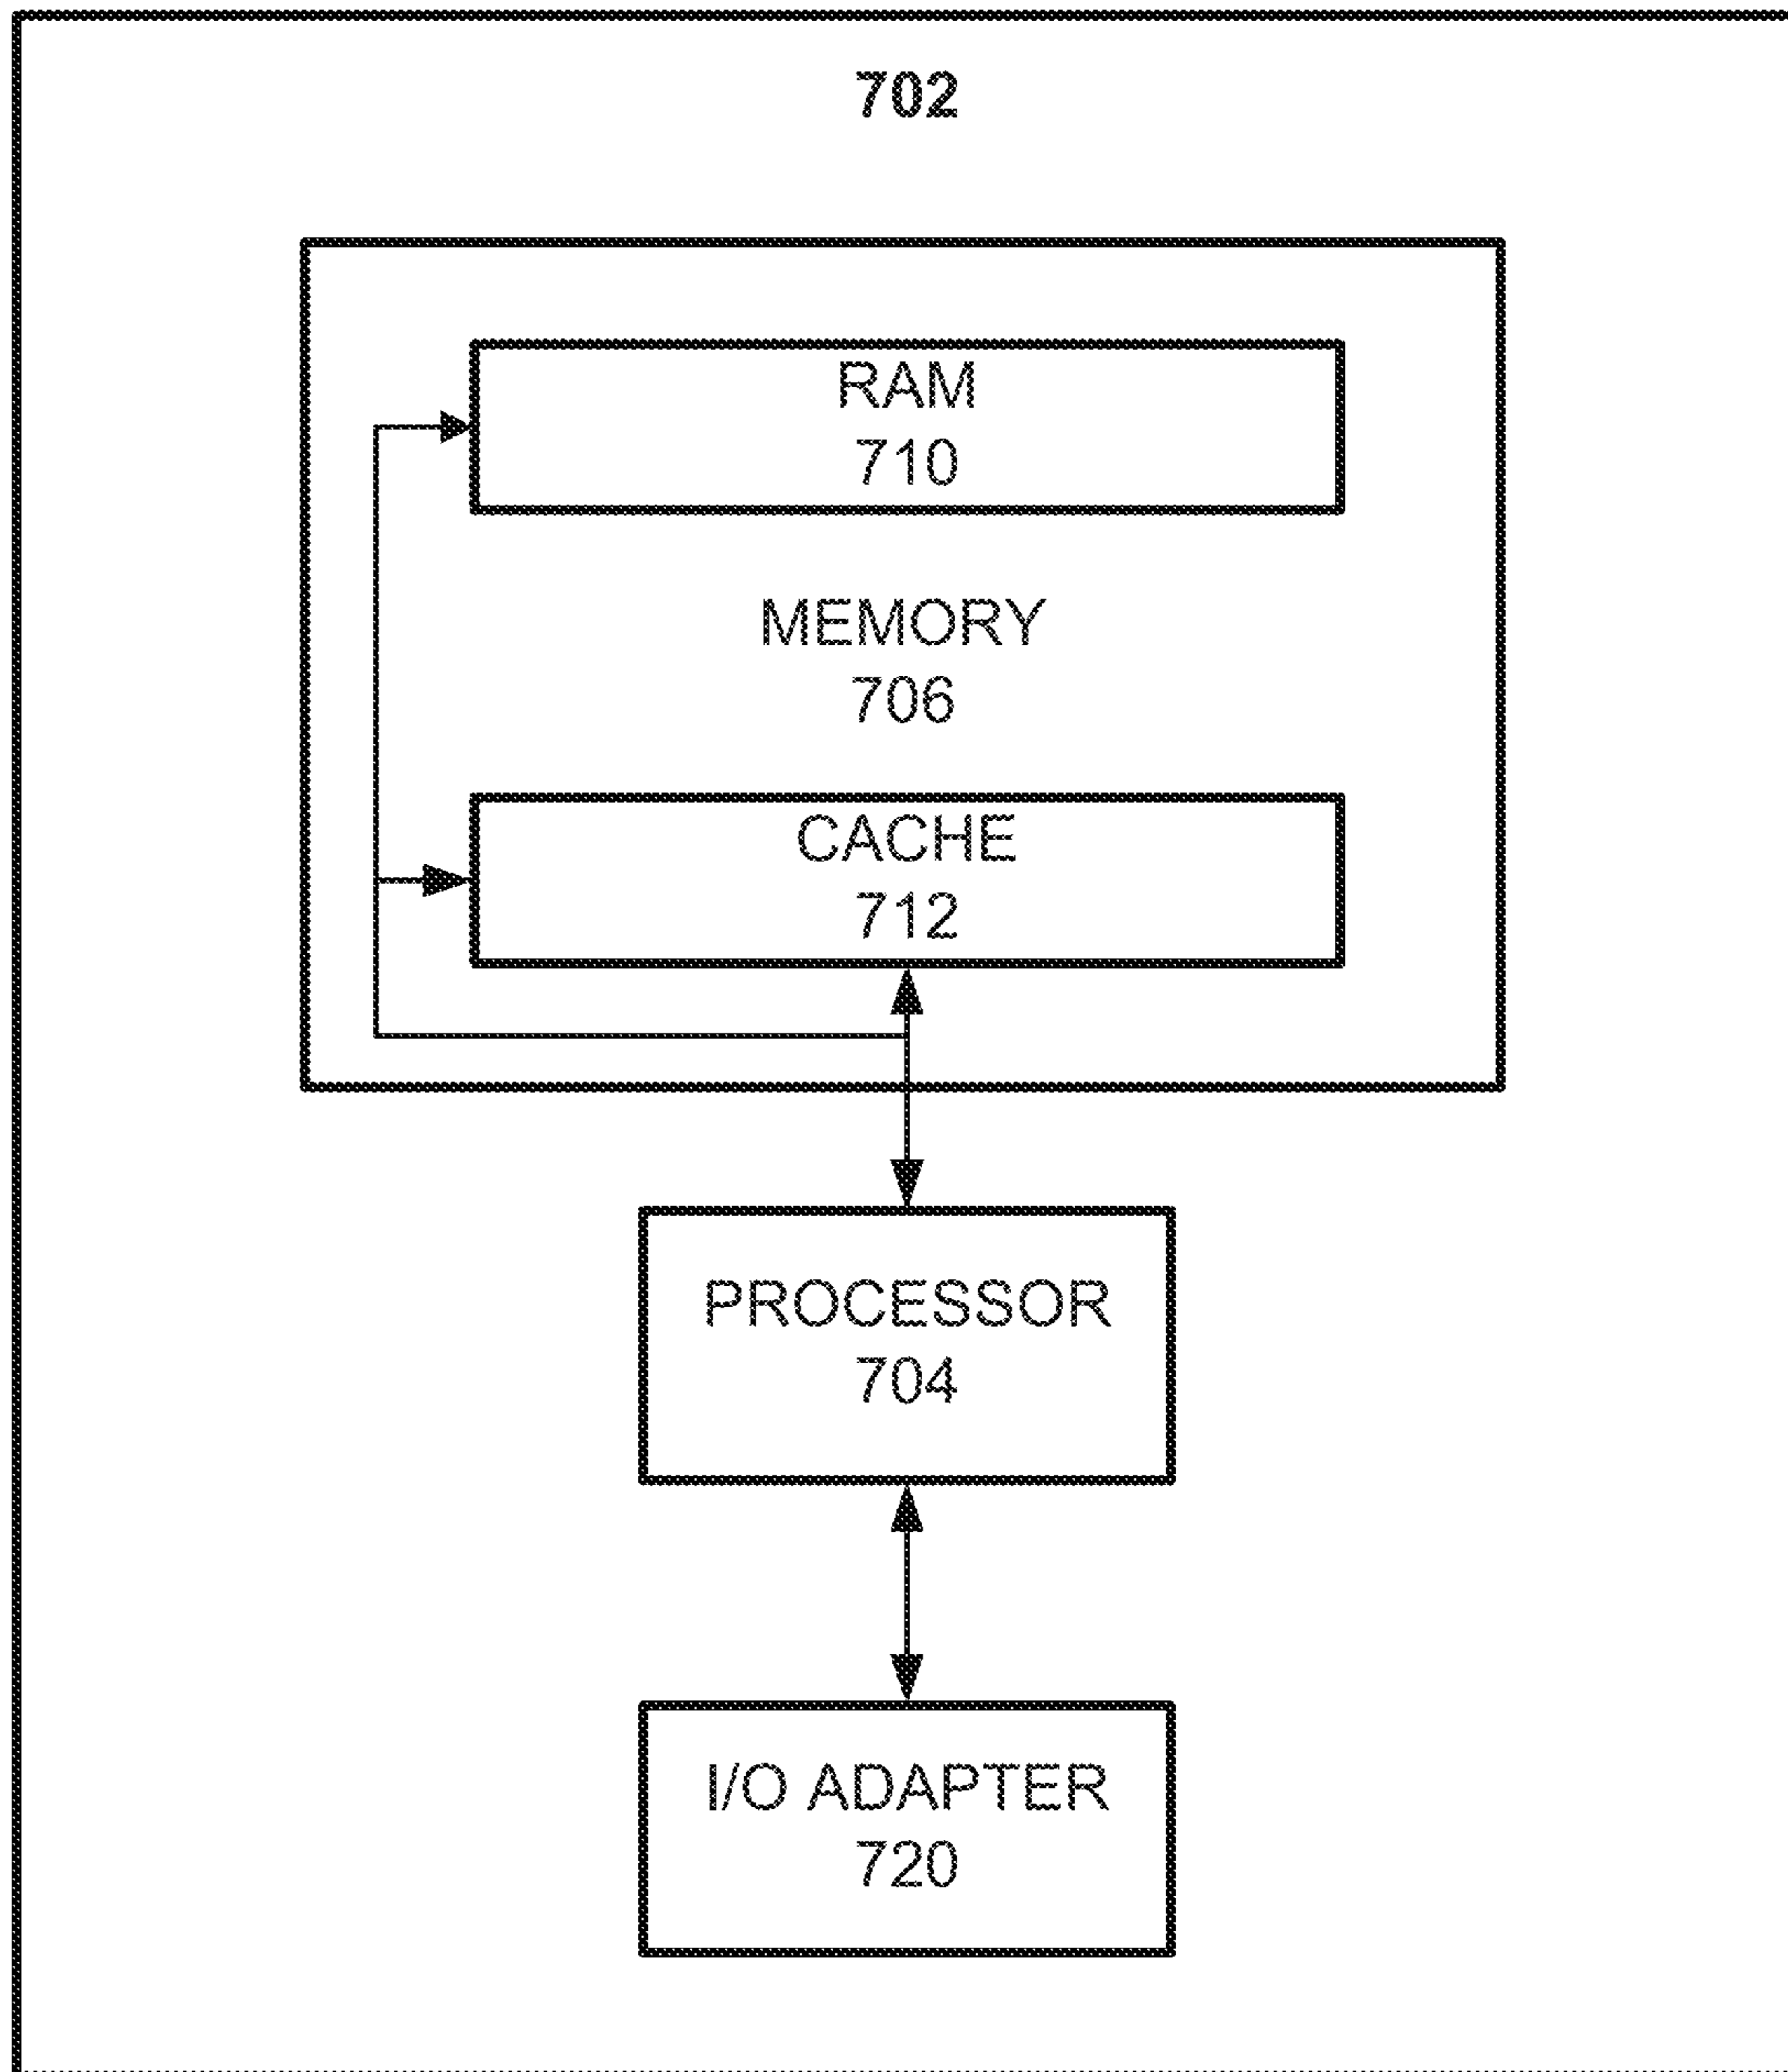 702
RAM
710
MEMORY
706
CACHE
712
PROCESSOR
704
I/O ADAPTER
720